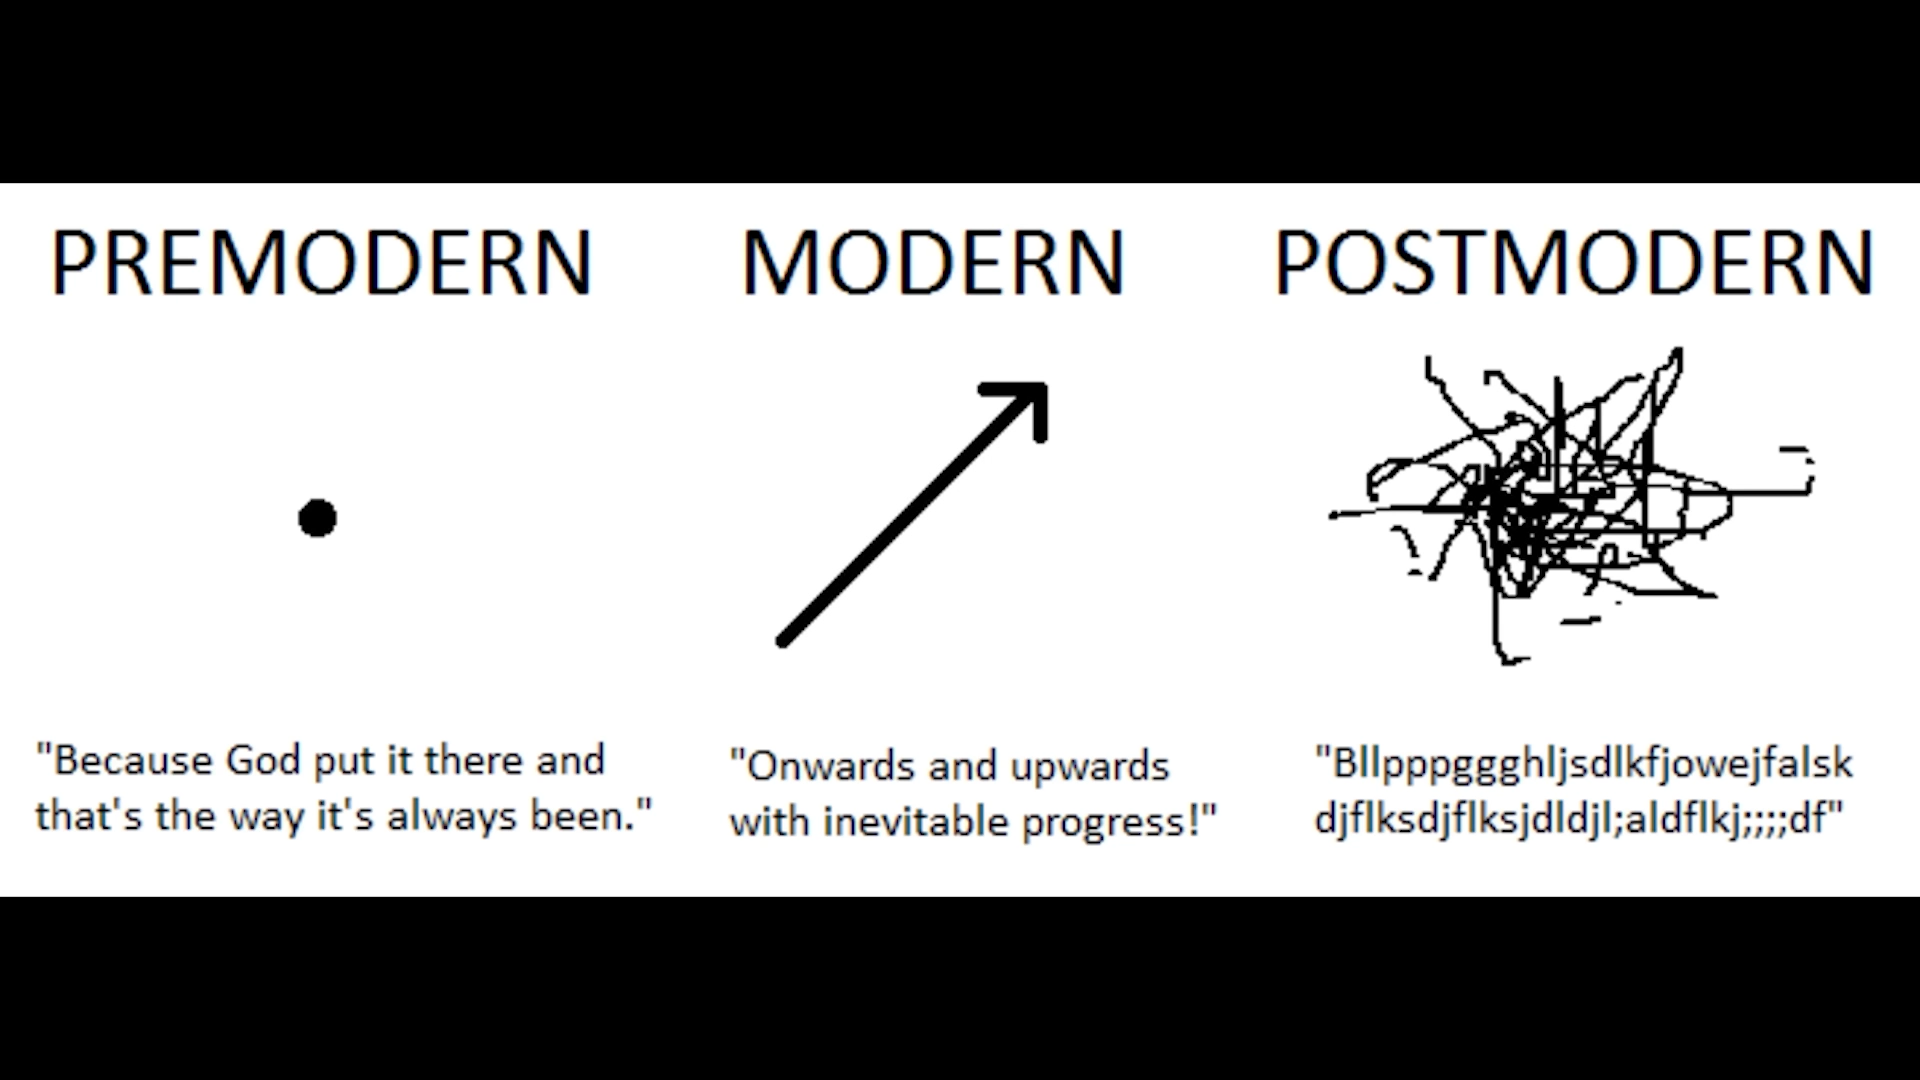 PREMODERN
MODERN
POSTMODERN
"Because God put it there and
that's the way it's always been."
"Onwards and upwards
with inevitable progress!"
"Bllpppggghljsdlkfjowejfalsk
djflksdjflksjdldjl;aldflkj;;;;df"